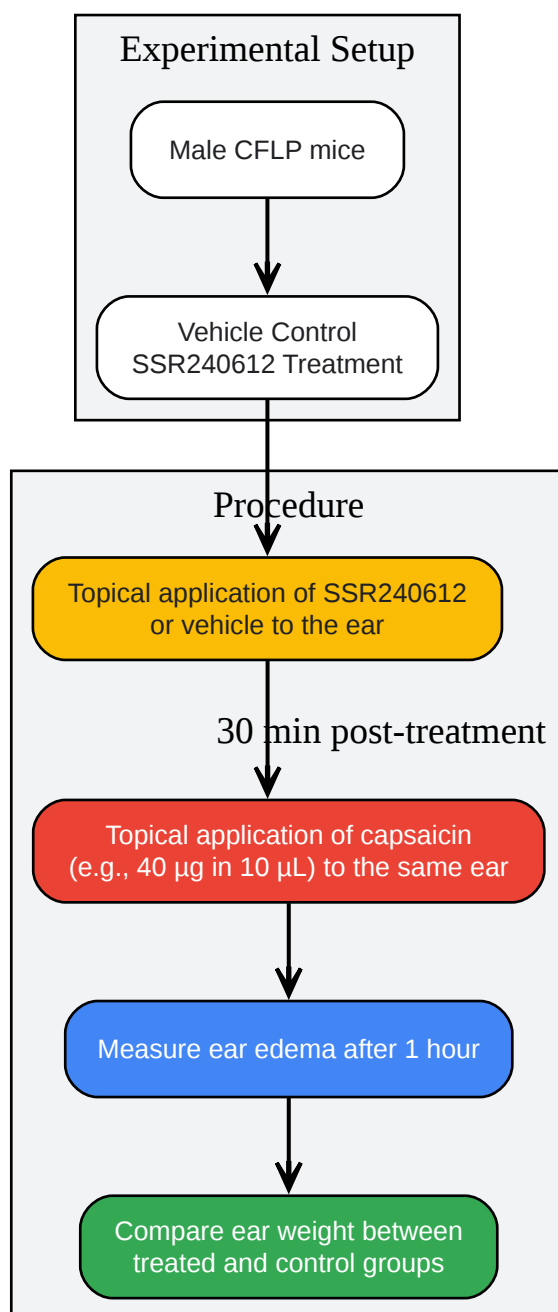 Experimental Setup
Male CFLP mice
Vehicle Control
SSR240612 Treatment
Procedure
Topical application of SSR240612
or vehicle to the ear
30 min post-treatment
Topical application of capsaicin
(e.g., 40 µg in 10 µL) to the same ear
Measure ear edema after 1 hour
Compare ear weight between
treated and control groups